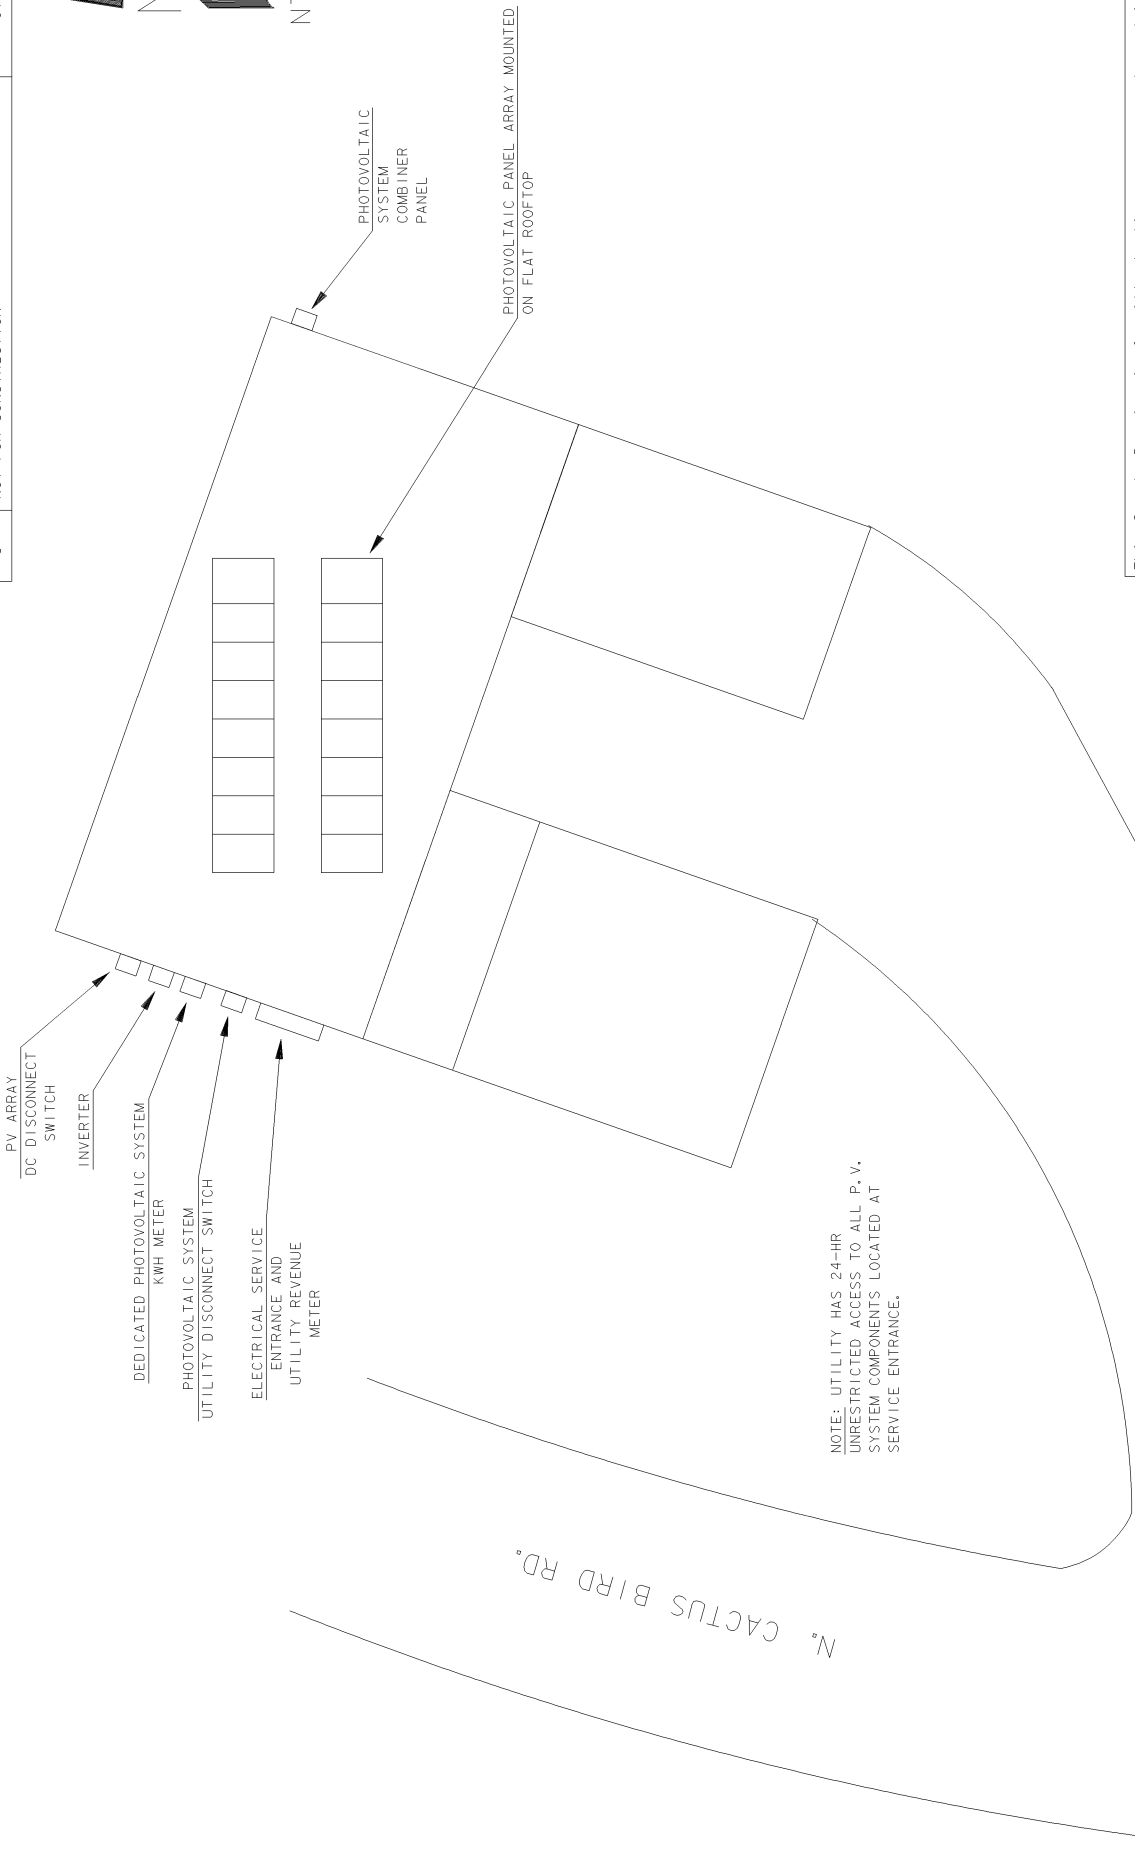 PV ARRAY
DC DISCONNECT
SWITCH
INVERTER
DEDICATED PHOTOVOLTAIC SYSTEM
KWH METER
PHOTOVOLTAIC SYSTEM
UTILITY DISCONNECT SWITCH
ELECTRICAL SERVICE
ENTRANCE AND
UTILITY REVENUE
METER
PHOTOVOLTAIC
SYSTEM
COMBINER
PANEL
PHOTOVOLTAIC PANEL ARRAY MOUNTED
ON FLAT ROOFTOP
NOTE: UTILITY HAS 24-HR
UNRESTRICTED ACCESS TO ALL P.V.
SYSTEM COMPONENTS LOCATED AT
SERVICE ENTRANCE.
N. CACTUS BIRD RD.